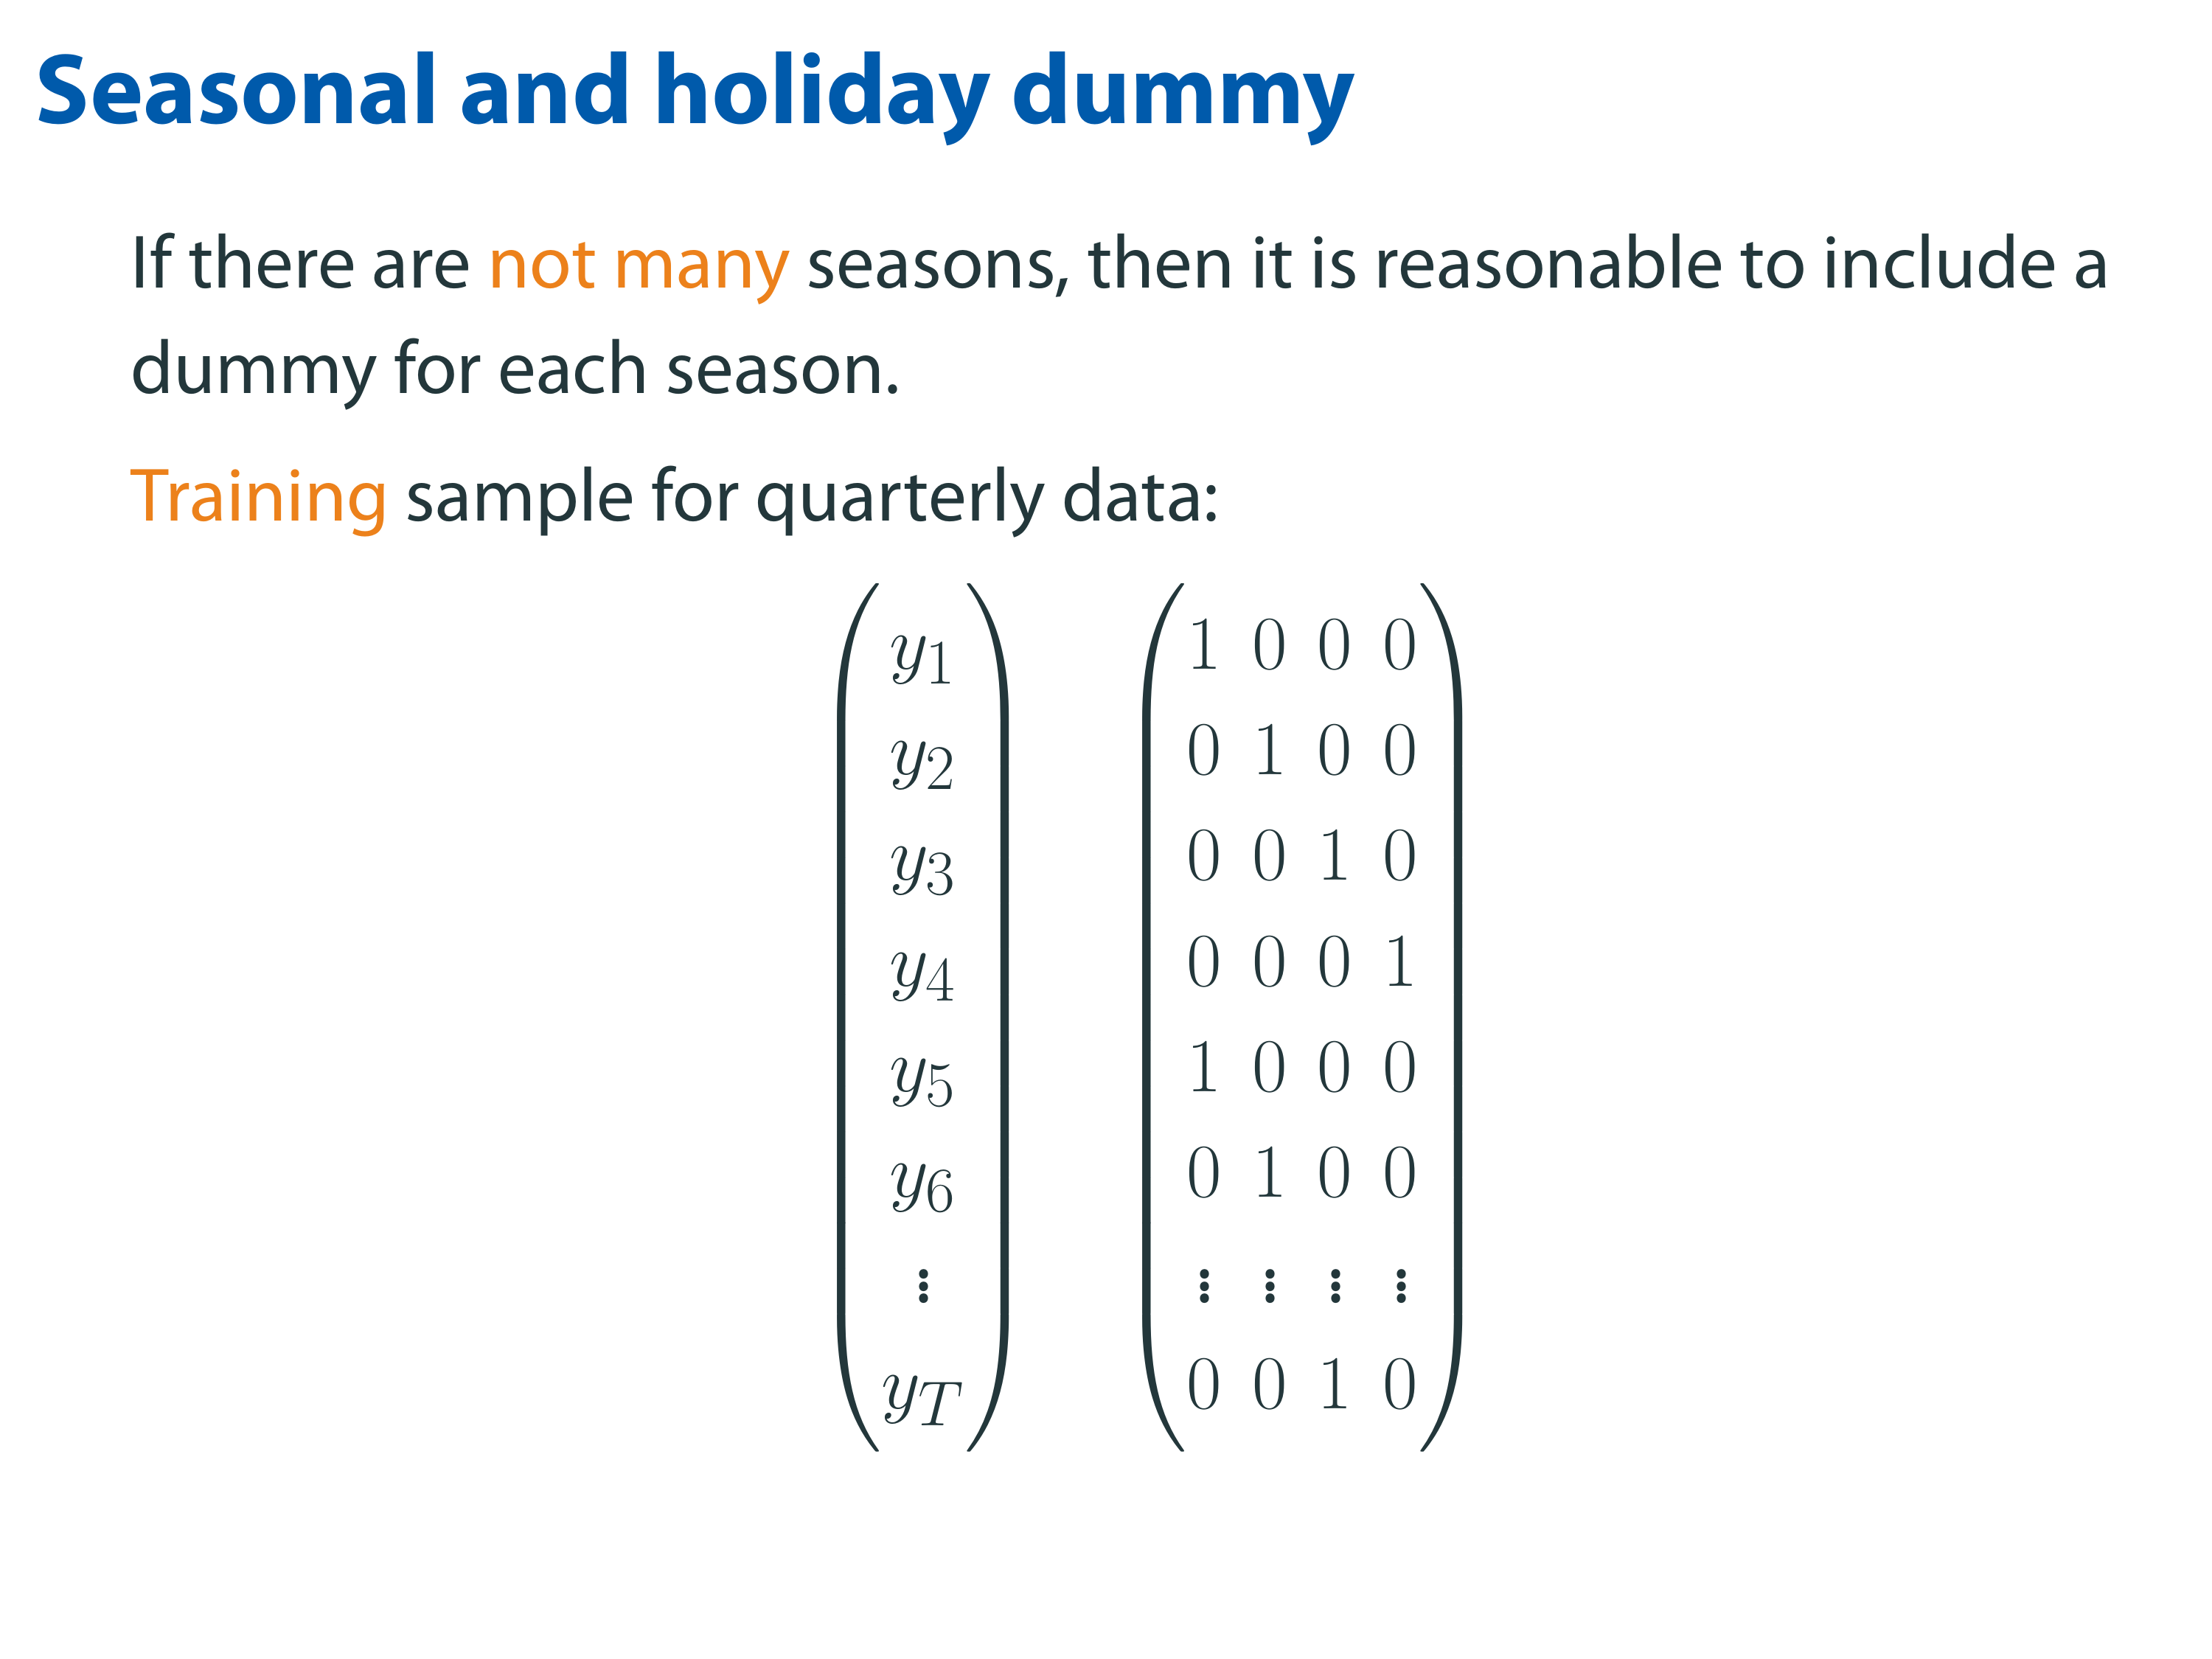 Seasonal and holiday dummy
If there are not many seasons, then it is reasonable to include a
dummy for each season.
Training sample for quarterly data:
y1 1 0 0 0
y2 0 1 0 0
y3 0 0 1 0
y4 0 0 0 1
y5 1 0 0 0
y6 0 1 0 0
⋮ ⋮ ⋮ ⋮ ⋮
yT 0 0 1 0